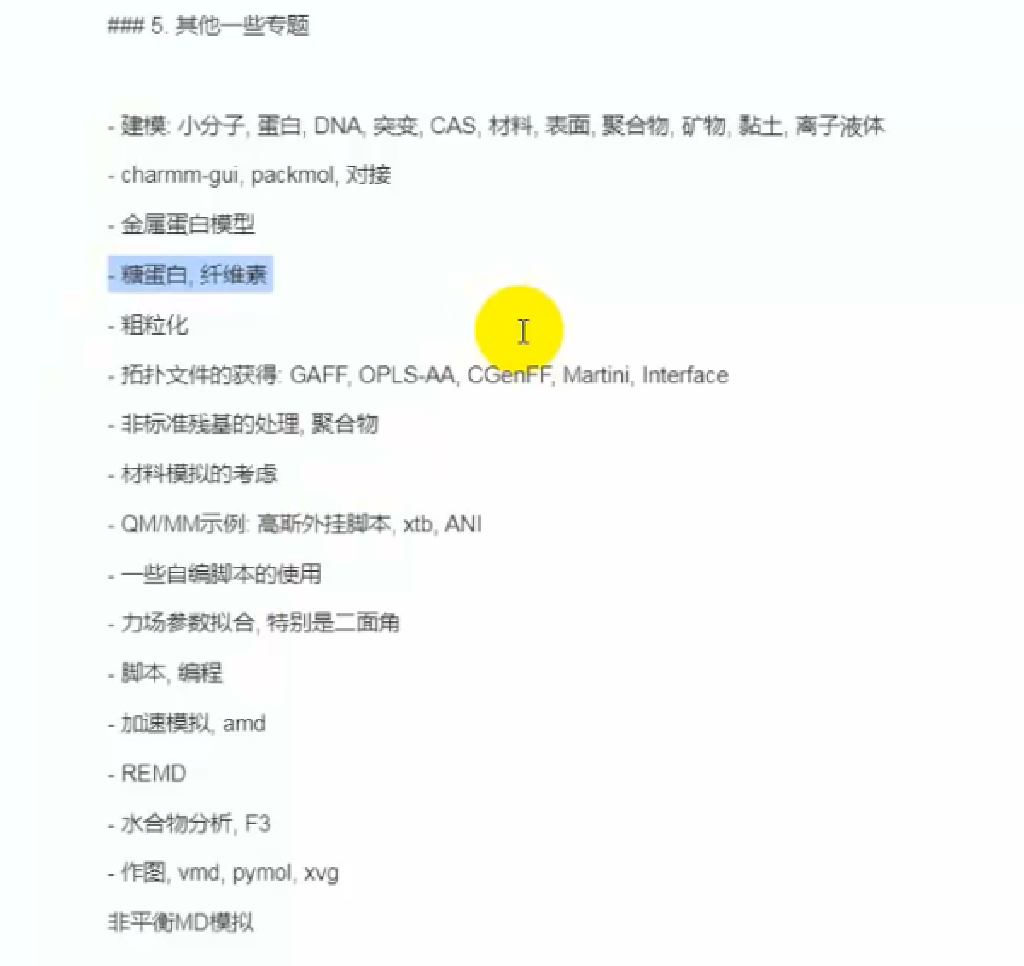 ### 5. 其他一些专题
- 建模: 小分子, 蛋白, DNA, 突变, CAS, 材料, 表面, 聚合物, 矿物, 黏土, 离子液体
- charmm-gui, packmol, 对接
- 金属蛋白模型
- 糖蛋白, 纤维素
- 粗粒化
- 拓扑文件的获得: GAFF, OPLS-AA, CGenFF, Martini, Interface
- 非标准残基的处理, 聚合物
- 材料模拟的考虑
- QM/MM示例: 高斯外挂脚本, xtb, ANI
- 一些自编脚本的使用
- 力场参数拟合, 特别是二面角
- 脚本, 编程
- 加速模拟, amd
- REMD
- 水合物分析, F3
- 作图, vmd, pymol, xvg
非平衡MD模拟